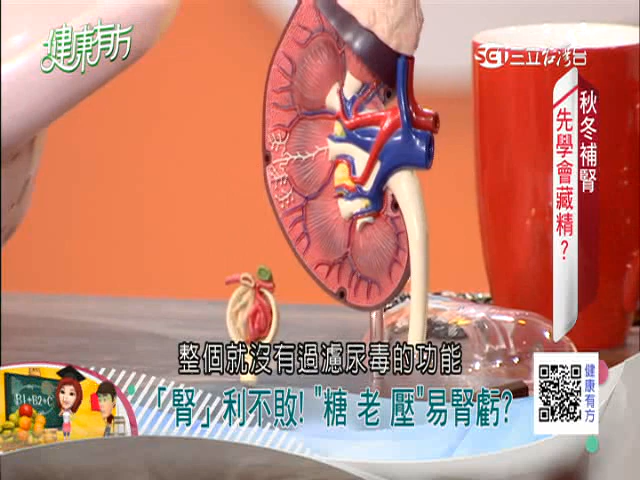 健康有方
SET三立台灣台
秋冬補腎
先學會藏精?
整個就沒有過濾尿毒的功能
「腎」利不敗!"糖 老 壓"易腎虧?
B1+B2=C
健康有方